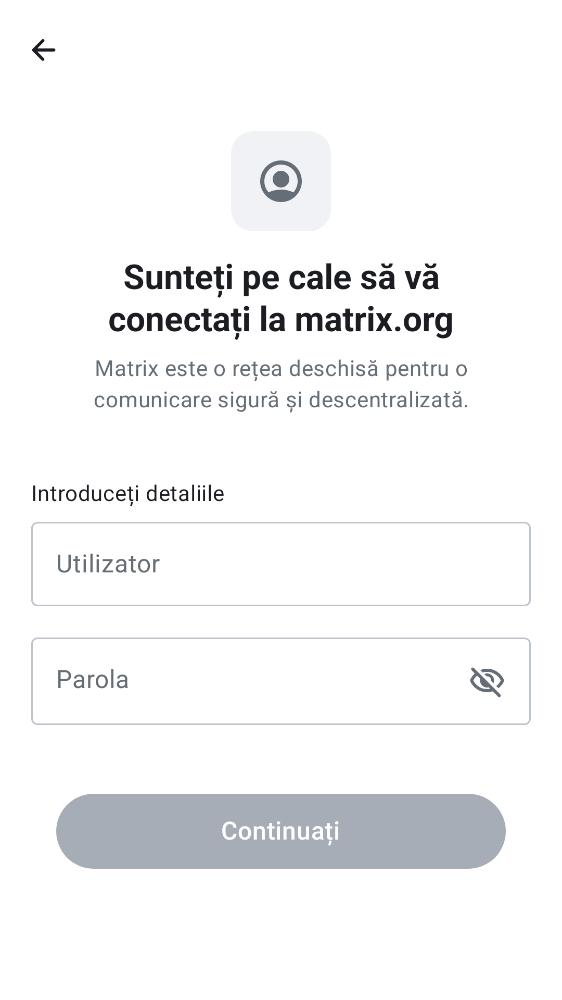 Sunteți pe cale să vă
conectați la matrix.org
Matrix este o rețea deschisă pentru o
comunicare sigură și descentralizată.
Introduceți detaliile
Utilizator
Parola
Continuați